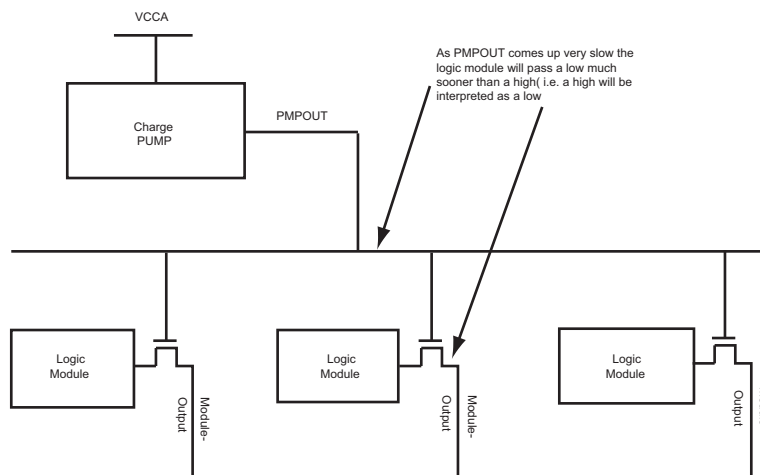 VCCA
As PMPOUT comes up very slow the
logic module will pass a low much
sooner than a high( i.e. a high will be
interpreted as a low
Charge
PUMP
PMPOUT
Logic
Module
Module-
Output
Logic
Module
Module-
Output
Logic
Module
Output